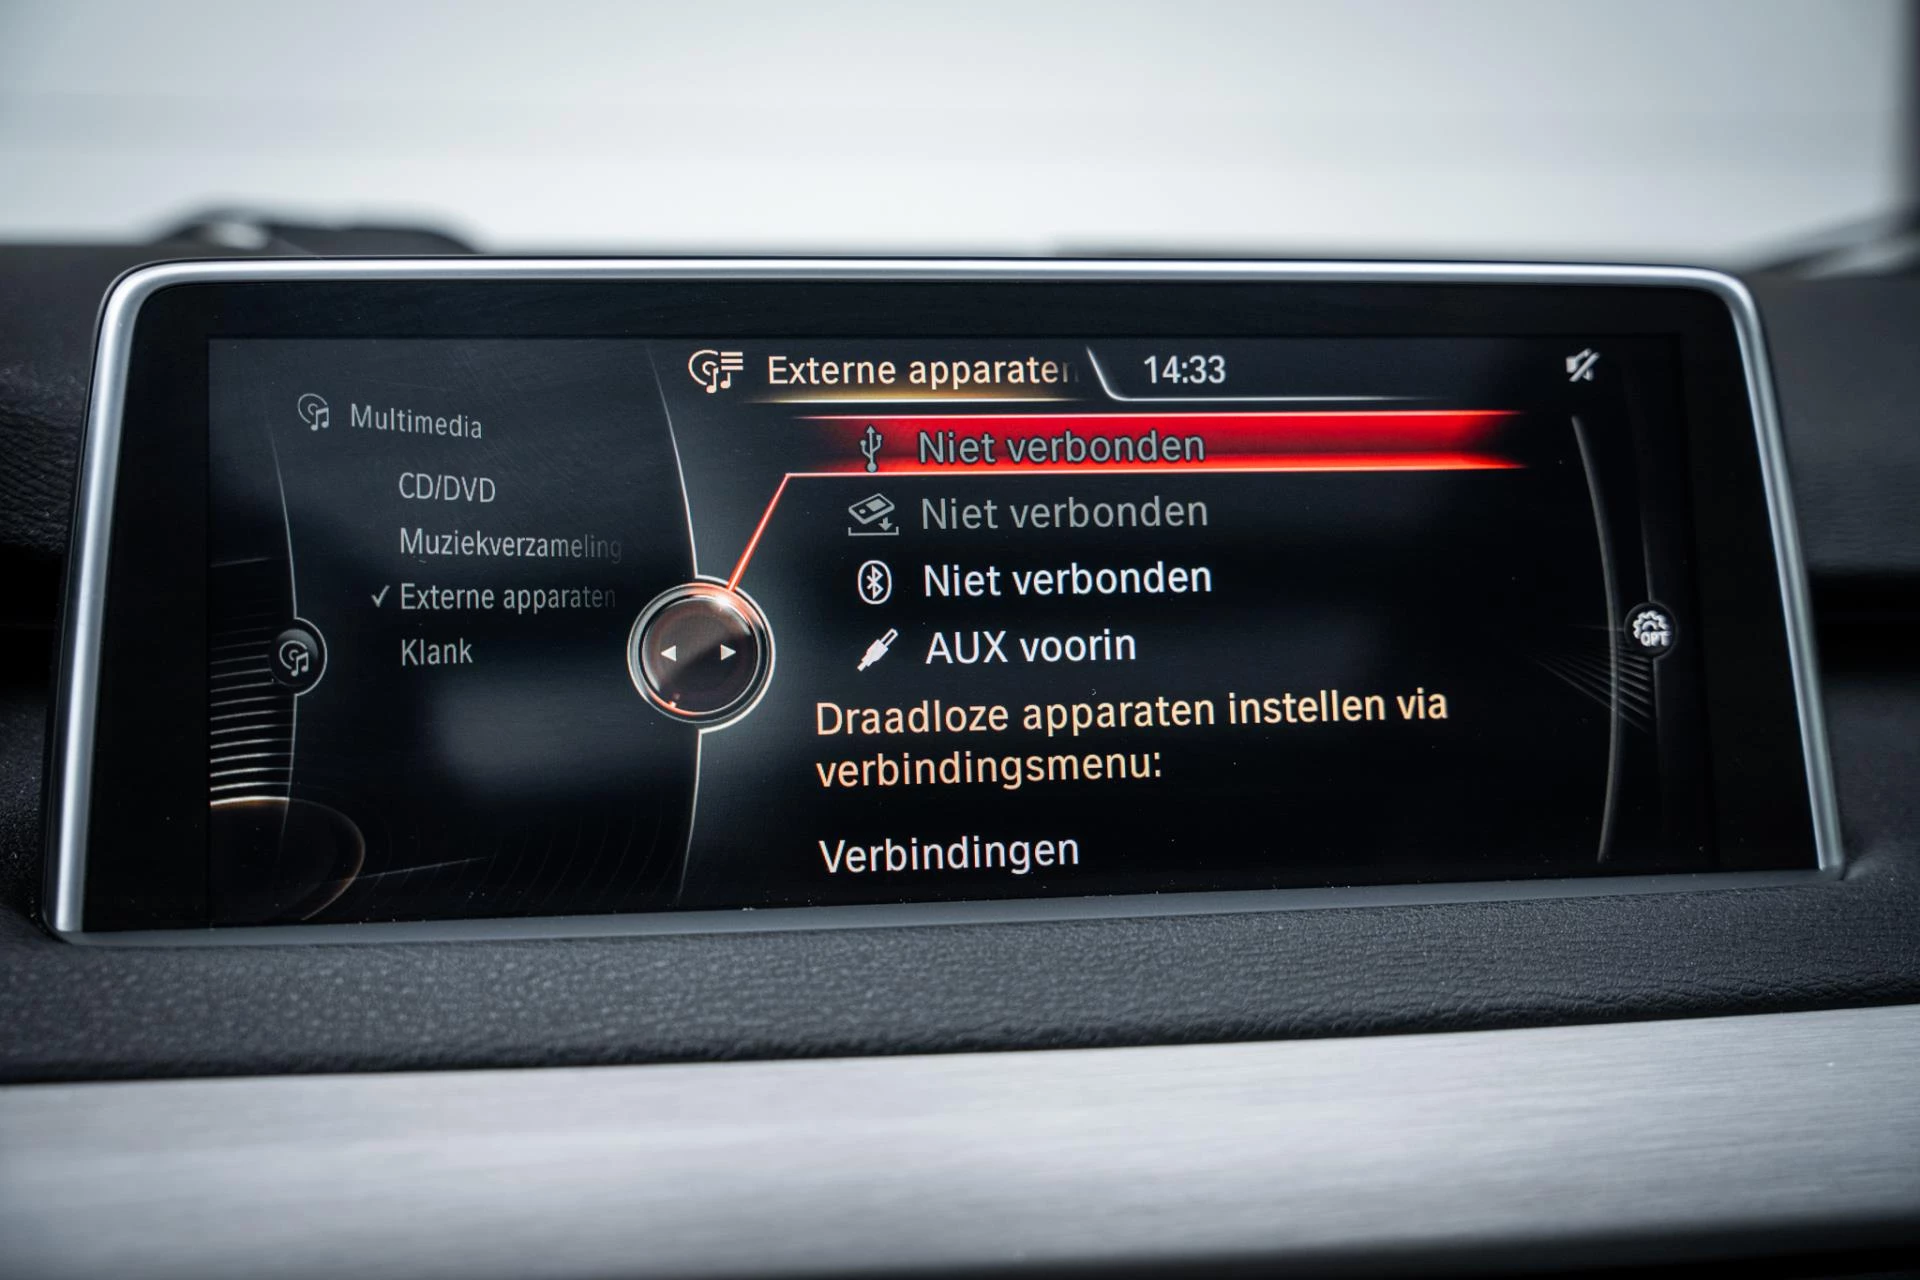 Multimedia
CD/DVD
Muziekverzameling
✓ Externe apparaten
Klank
Externe apparaten
14:33
Niet verbonden
Niet verbonden
Niet verbonden
AUX voorin
Draadloze apparaten instellen via
verbindingsmenu:
Verbindingen
OPT